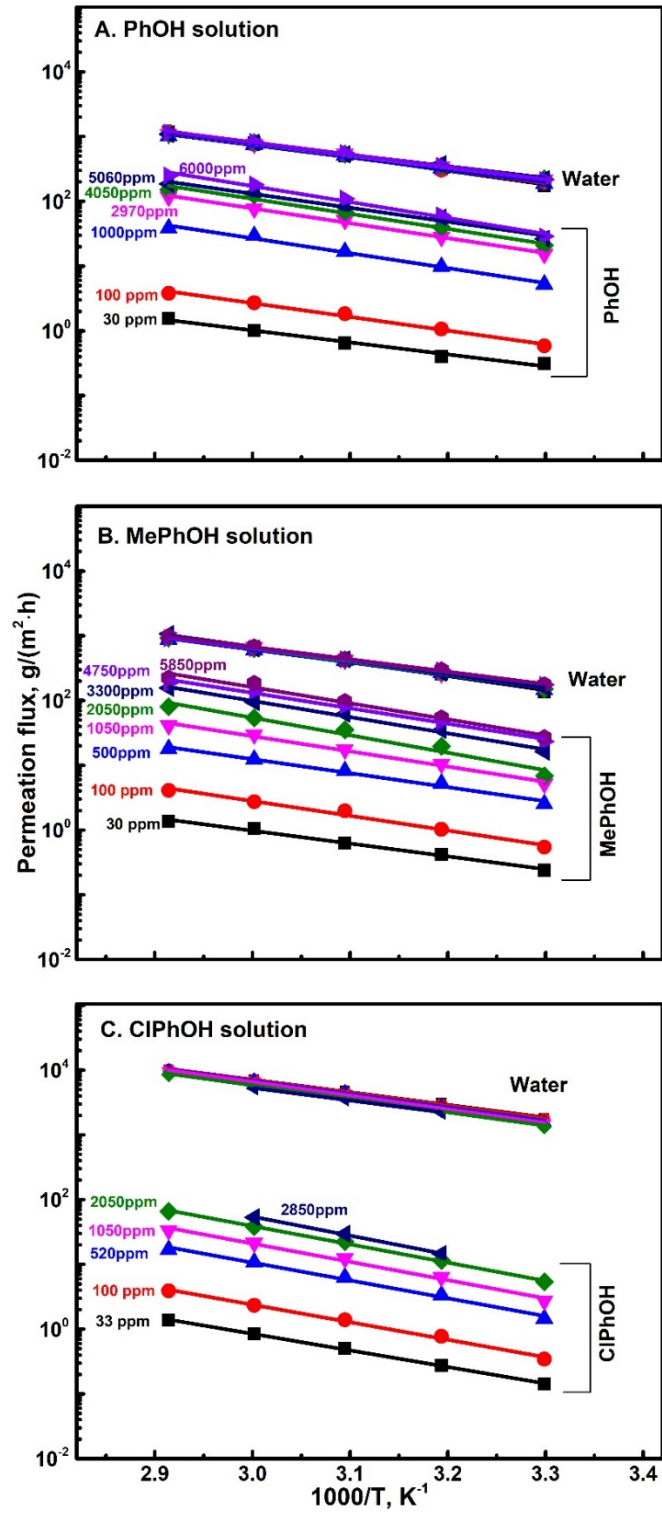 A. PhOH solution
10⁴
10²
10⁰
10⁻²
5060ppm
6000ppm
4050ppm
2970ppm
1000ppm
100 ppm
30 ppm
Water
PhOH
Permeation flux, g/(m²·h)
B. MePhOH solution
10⁴
10²
10⁰
10⁻²
5850ppm
4750ppm
3300ppm
2050ppm
1050ppm
500ppm
100 ppm
30 ppm
Water
MePhOH
C. ClPhOH solution
10⁴
10²
10⁰
10⁻²
Water
2050ppm
2850ppm
1050ppm
520ppm
100 ppm
33 ppm
ClPhOH
2.9 3.0 3.1 3.2 3.3 3.4
1000/T, K⁻¹